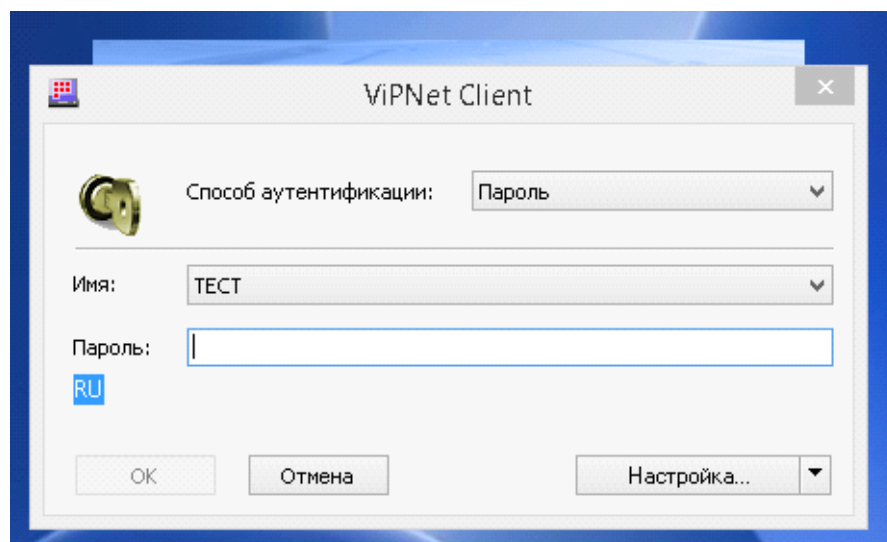 ViPNet Client
Способ аутентификации: Пароль
Имя: ТЕСТ
Пароль:
RU
OK Отмена Настройка...